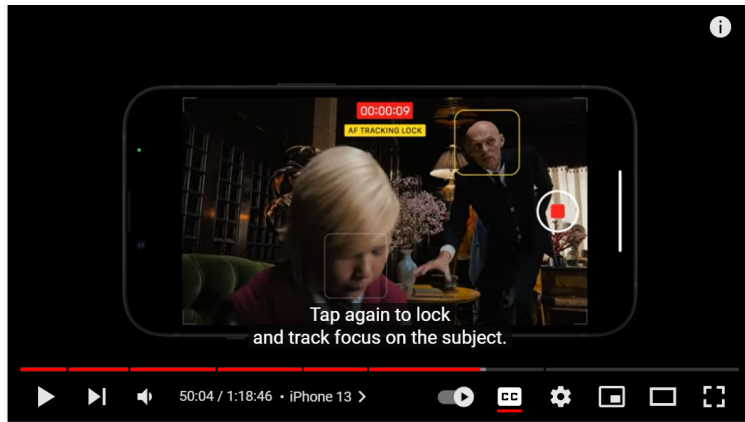 00:00:09
AF TRACKING LOCK
Tap again to lock
and track focus on the subject.
50:04 / 1:18:46 • iPhone 13 >
CC